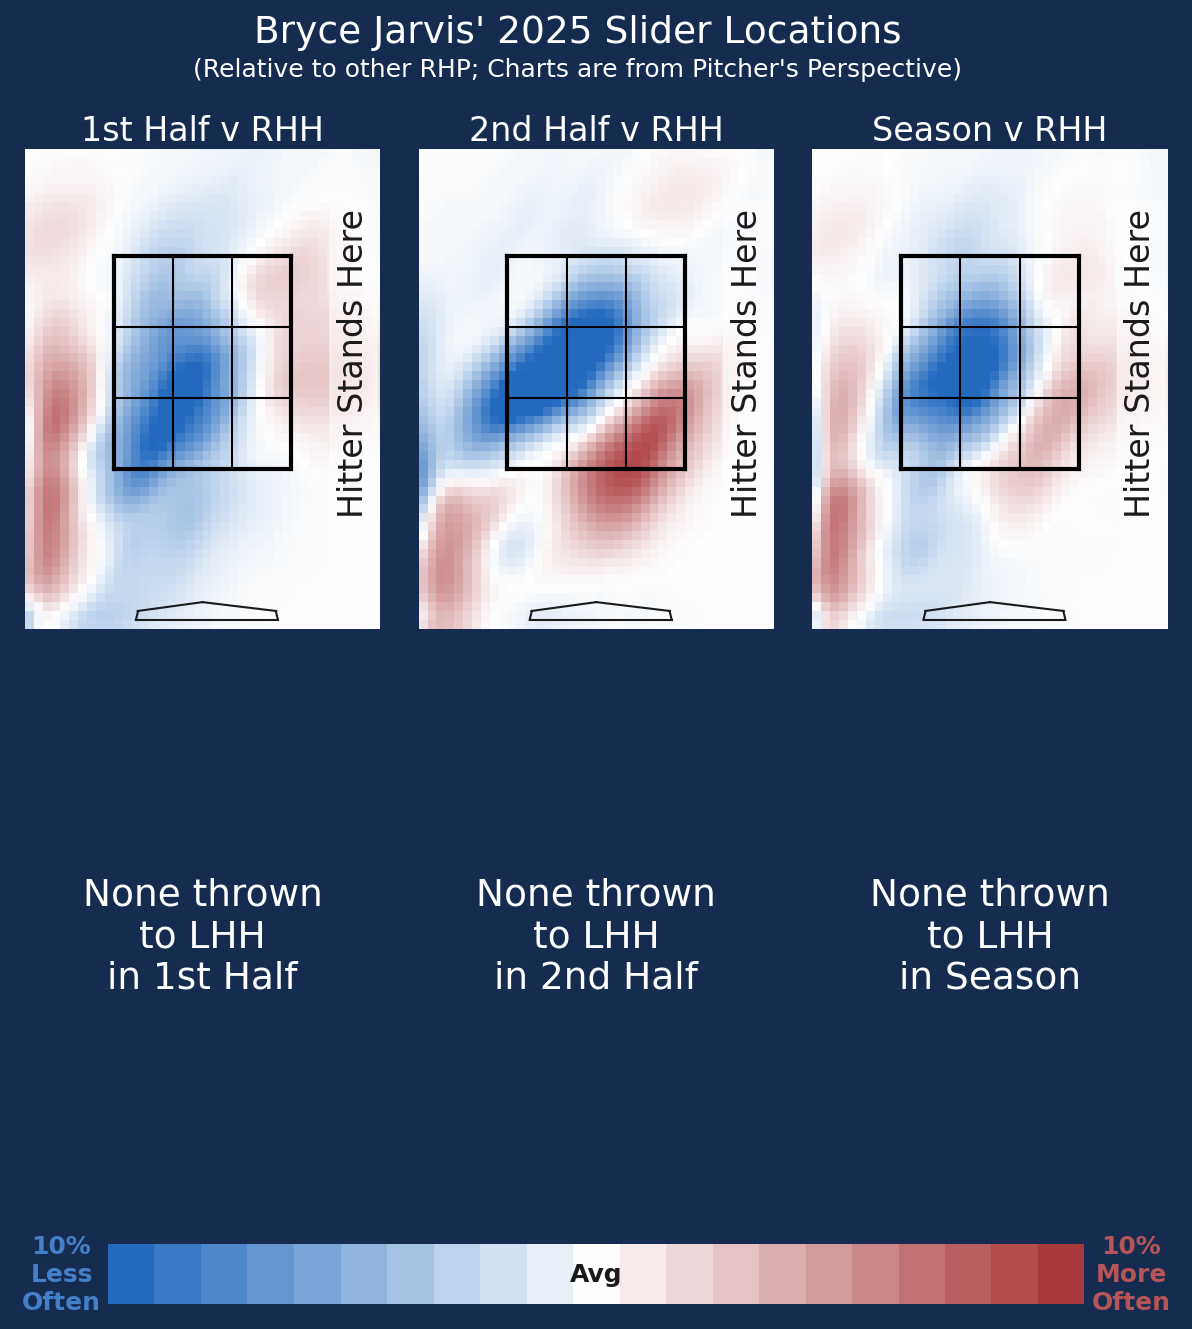 Bryce Jarvis' 2025 Slider Locations
(Relative to other RHP; Charts are from Pitcher's Perspective)
1st Half v RHH
2nd Half v RHH
Season v RHH
Hitter Stands Here
Hitter Stands Here
Hitter Stands Here
None thrown
to LHH
in 1st Half
None thrown
to LHH
in 2nd Half
None thrown
to LHH
in Season
10%
Less
Often
Avg
10%
More
Often